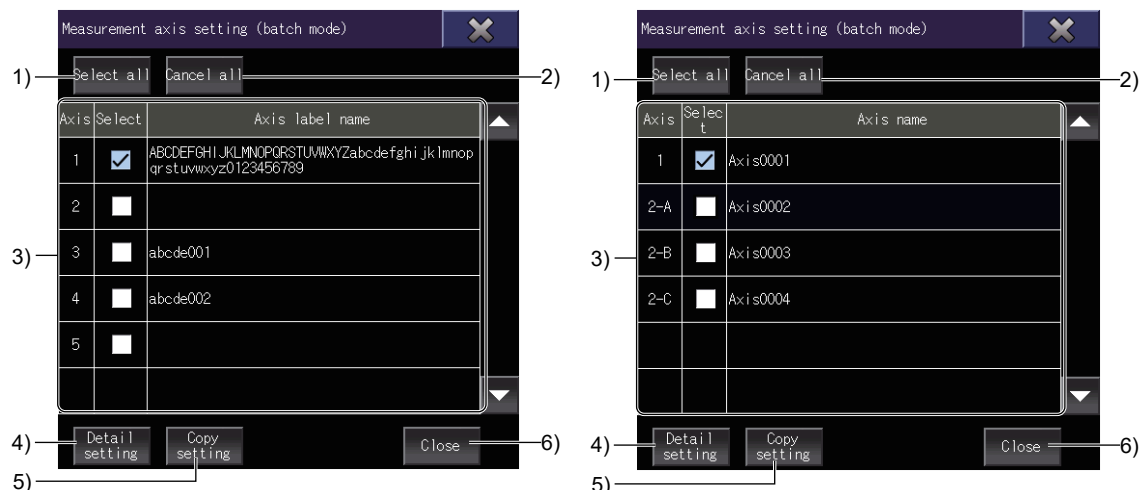 Measurement axis setting (batch mode)
1) Select all Cancel all 2)
Axis Select Axis label name
1 ABCDEFGHIJKLMNOPQRSTUVWXYZabcdefghijklmnop
qrstuvwxyz0123456789
2
3) 3 abcde001
4 abcde002
5
4) Detail
setting
Copy
setting
Close 6)
5)
Measurement axis setting (batch mode)
1) Select all Cancel all 2)
Axis Selec
t
Axis name
1 Axis0001
2-A Axis0002
3) 2-B Axis0003
2-C Axis0004
4) Detail
setting
Copy
setting
Close 6)
5)